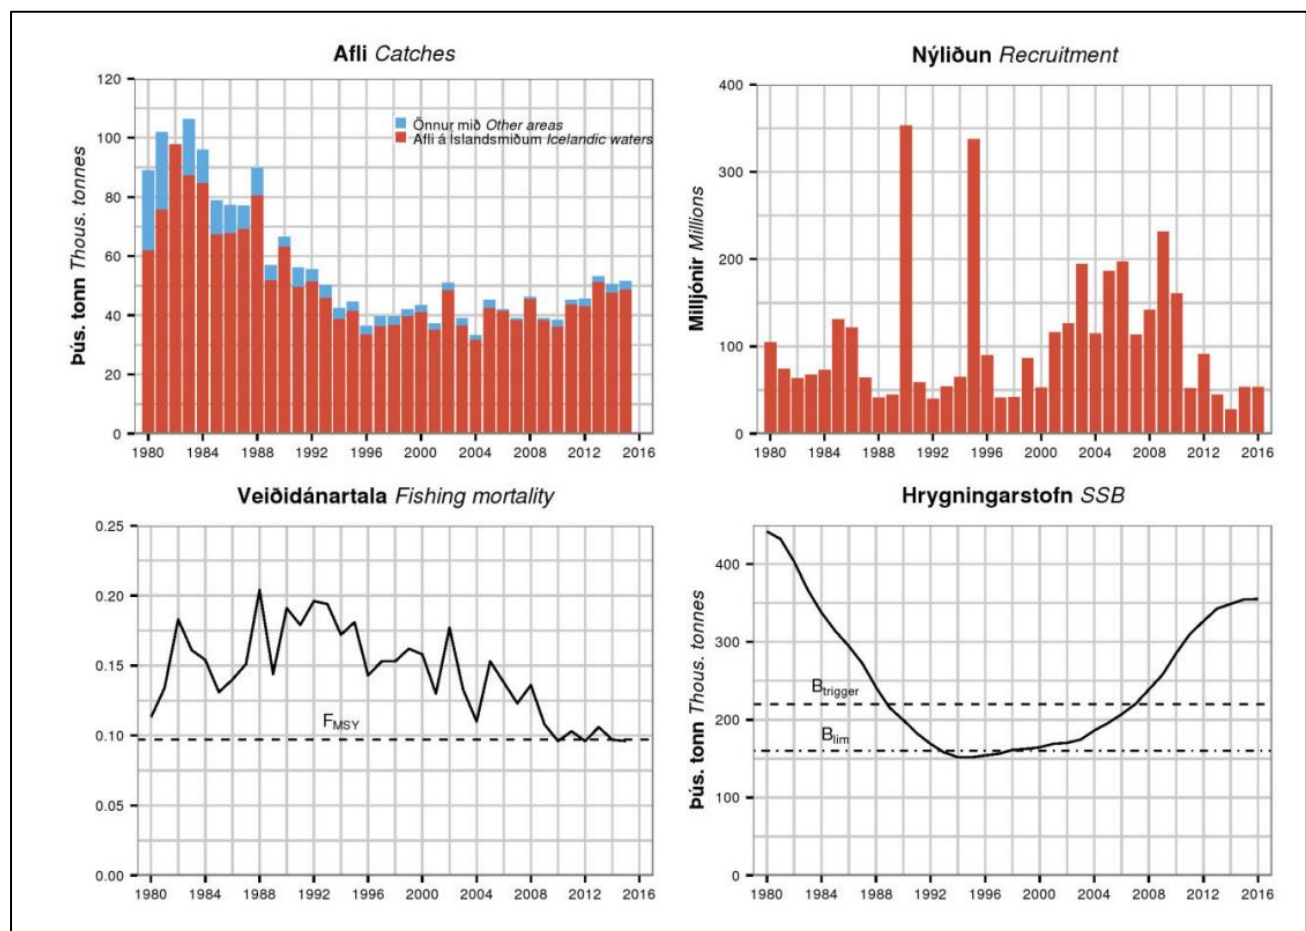 Afli Catches
120
100
80
60
40
20
0
Þús. tonn Thous. tonnes
Önnur mið Other areas
Afli á Íslandsmiðum Icelandic waters
1980 1984 1988 1992 1996 2000 2004 2008 2012 2016
Nýliðun Recruitment
400
300
200
100
0
Milljónir Millions
1980 1984 1988 1992 1996 2000 2004 2008 2012 2016
Veiðidánartala Fishing mortality
0.25
0.20
0.15
0.10
0.05
0.00
FMSY
1980 1984 1988 1992 1996 2000 2004 2008 2012 2016
Hrygningarstofn SSB
400
300
200
100
0
Þús. tonn Thous. tonnes
Btrigger
Blim
1980 1984 1988 1992 1996 2000 2004 2008 2012 2016